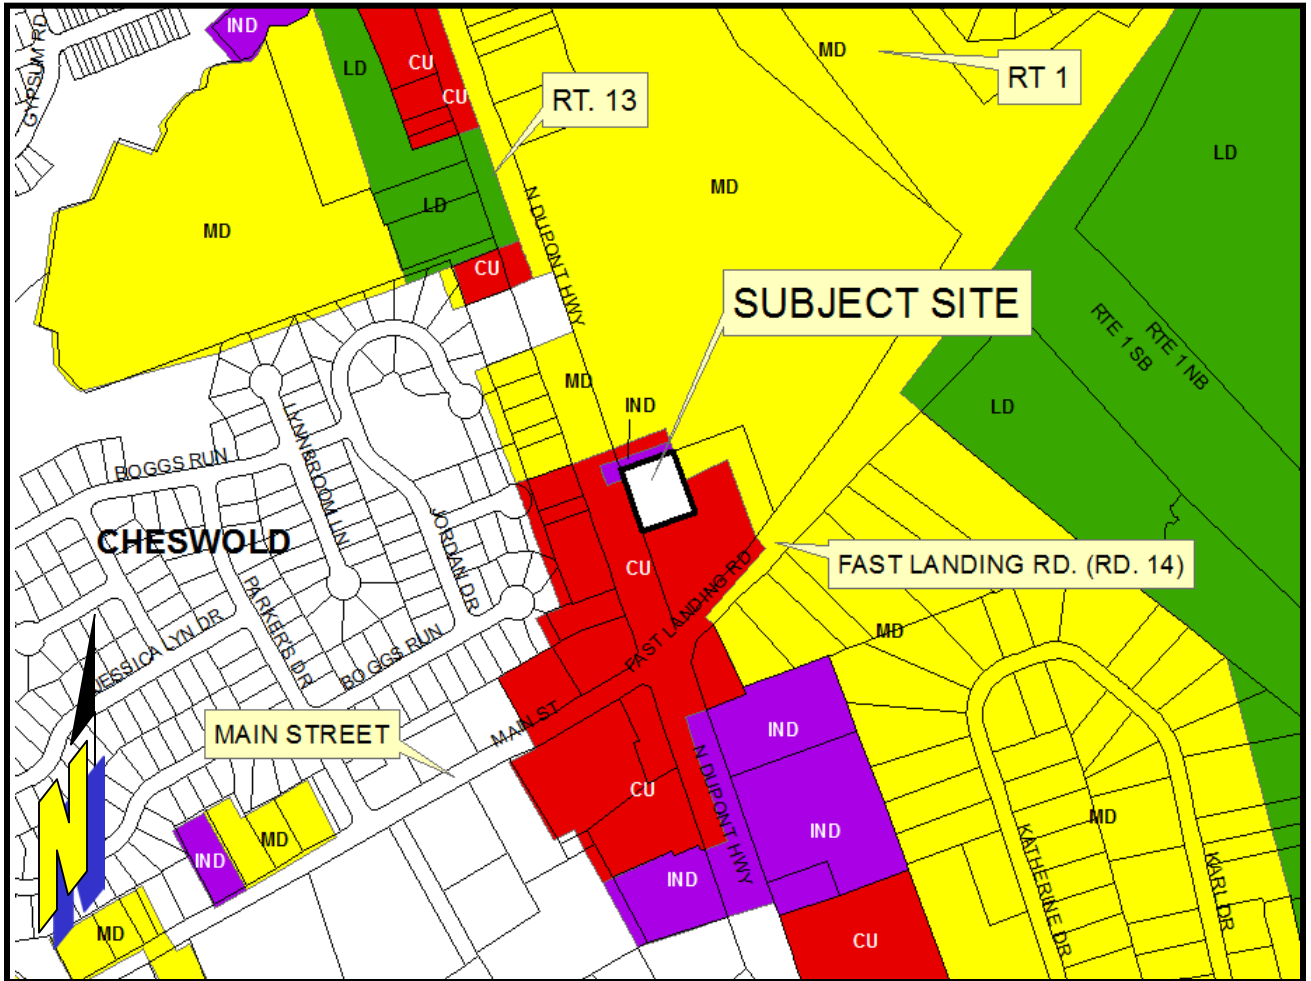 IND
GYPSUM RD
LD
CU
CU
RT. 13
MD
RT 1
LD
MD
LD
MD
CU
N DUPONT HWY
SUBJECT SITE
RTE 1 SB
RTE 1 NB
MD
IND
LD
LYNNBROOM LN
BOGGS RUN
CHESWOLD
JORDAN DR
CU
FAST LANDING RD. (RD. 14)
FAST LANDING RD
PARKERS DR
JESSICA LYN DR
BOGGS RUN
MD
MAIN STREET
MAIN ST
IND
N DUPONT HWY
CU
N
MD
IND
IND
MD
IND
KATHERINE DR
KARL DR
MD
CU